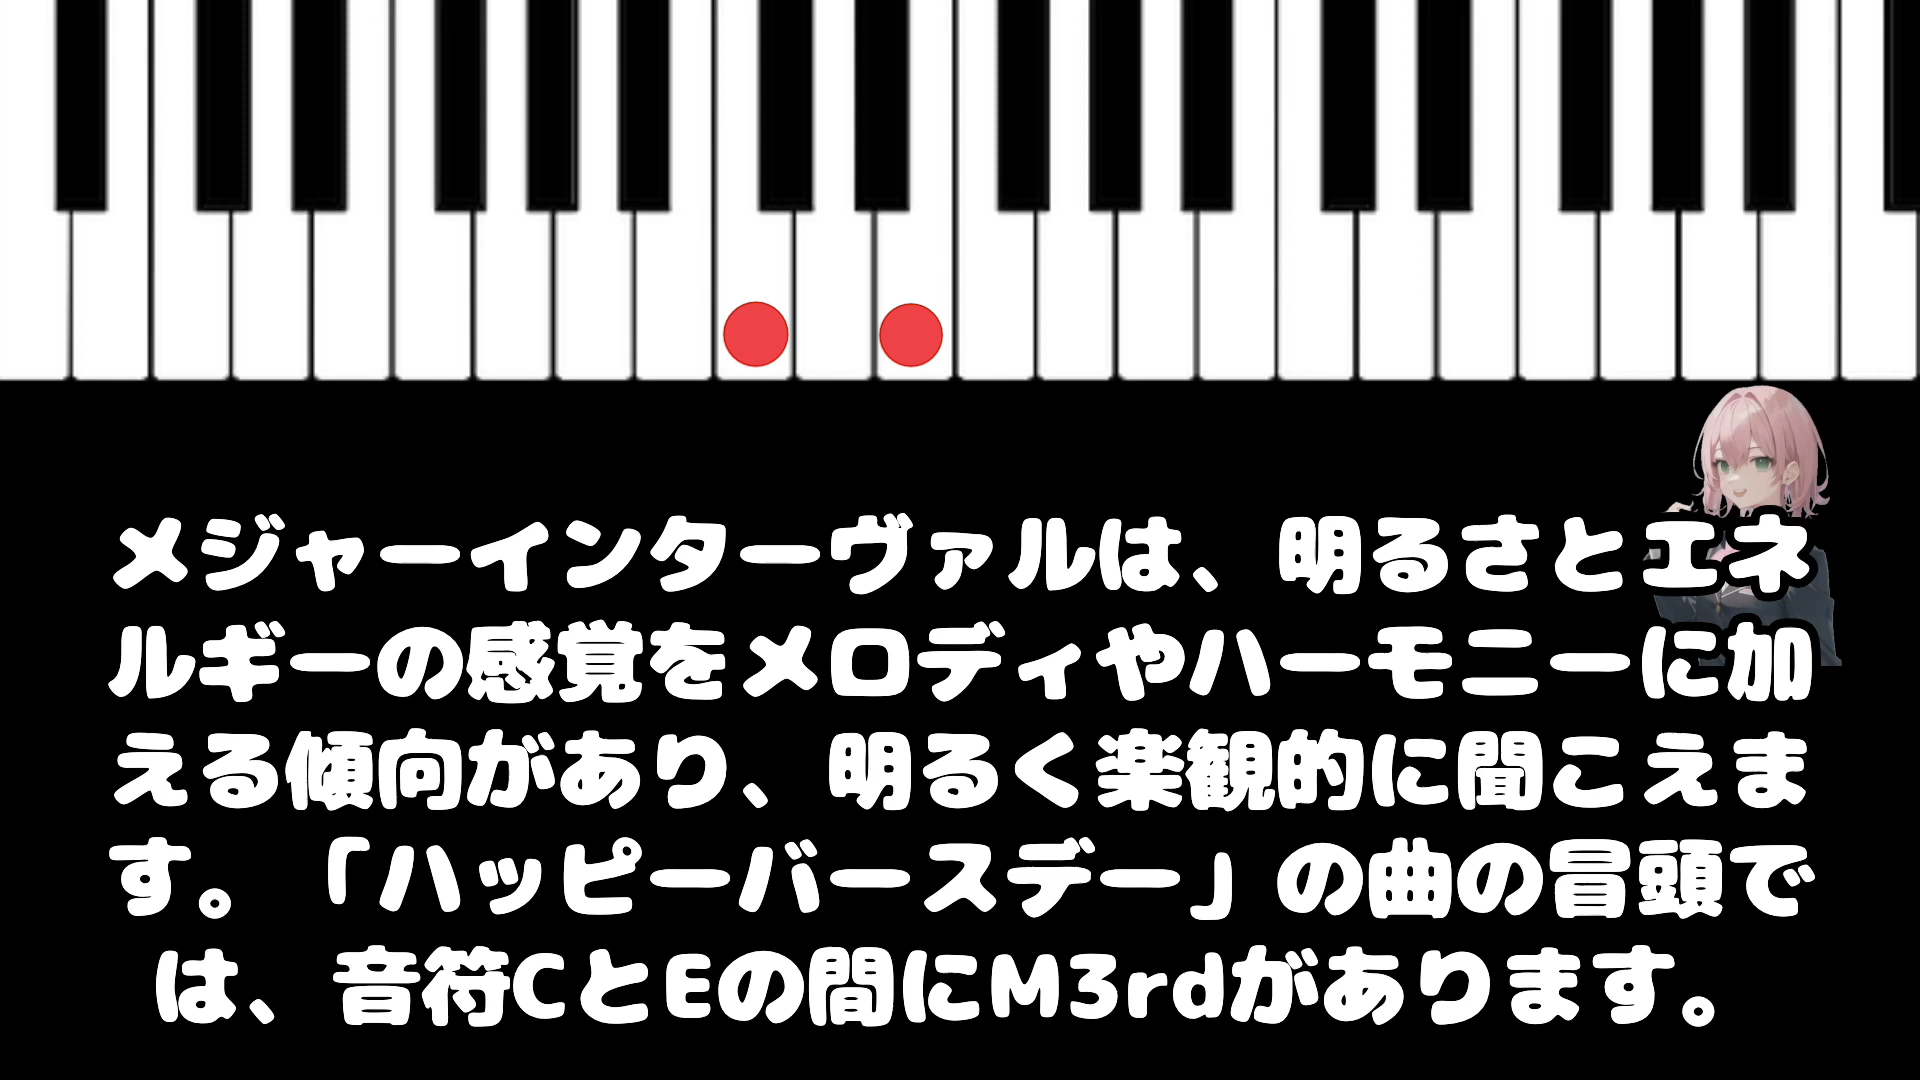 メジャーインターヴァルは、明るさとエネ
ルギーの感覚をメロディやハーモニーに加
える傾向があり、明るく楽観的に聞こえま
す。「ハッピーバースデー」の曲の冒頭で
は、音符CとEの間にM3rdがあります。